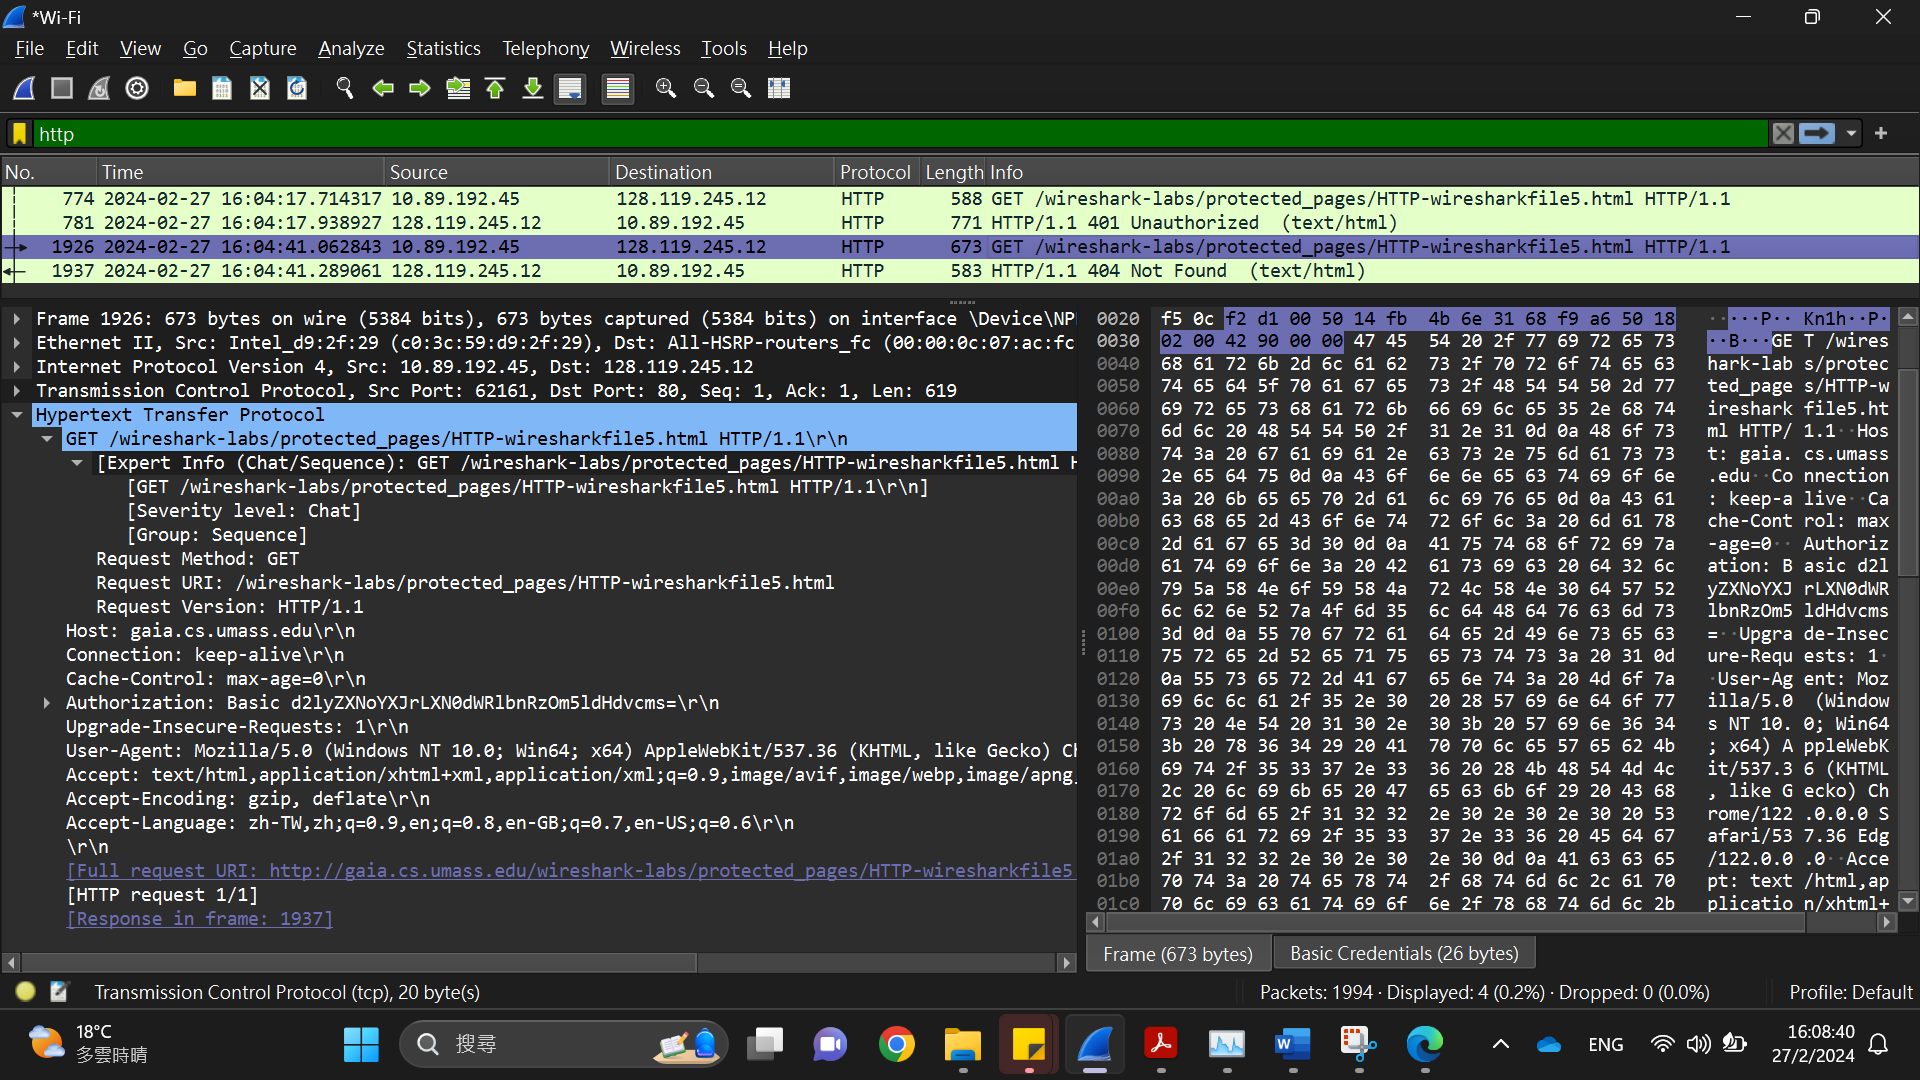 *Wi-Fi
File Edit View Go Capture Analyze Statistics Telephony Wireless Tools Help
http
No. Time Source Destination Protocol Length Info
774 2024-02-27 16:04:17.714317 10.89.192.45 128.119.245.12 HTTP 588 GET /wireshark-labs/protected_pages/HTTP-wiresharkfile5.html HTTP/1.1
781 2024-02-27 16:04:17.938927 128.119.245.12 10.89.192.45 HTTP 771 HTTP/1.1 401 Unauthorized (text/html)
1926 2024-02-27 16:04:41.062843 10.89.192.45 128.119.245.12 HTTP 673 GET /wireshark-labs/protected_pages/HTTP-wiresharkfile5.html HTTP/1.1
1937 2024-02-27 16:04:41.289061 128.119.245.12 10.89.192.45 HTTP 583 HTTP/1.1 404 Not Found (text/html)
Frame 1926: 673 bytes on wire (5384 bits), 673 bytes captured (5384 bits) on interface \Device\NP
Ethernet II, Src: Intel_d9:2f:29 (c0:3c:59:d9:2f:29), Dst: All-HSRP-routers_fc (00:00:0c:07:ac:fc
Internet Protocol Version 4, Src: 10.89.192.45, Dst: 128.119.245.12
Transmission Control Protocol, Src Port: 62161, Dst Port: 80, Seq: 1, Ack: 1, Len: 619
Hypertext Transfer Protocol
GET /wireshark-labs/protected_pages/HTTP-wiresharkfile5.html HTTP/1.1\r\n
[Expert Info (Chat/Sequence): GET /wireshark-labs/protected_pages/HTTP-wiresharkfile5.html H
[GET /wireshark-labs/protected_pages/HTTP-wiresharkfile5.html HTTP/1.1\r\n]
[Severity level: Chat]
[Group: Sequence]
Request Method: GET
Request URI: /wireshark-labs/protected_pages/HTTP-wiresharkfile5.html
Request Version: HTTP/1.1
Host: gaia.cs.umass.edu\r\n
Connection: keep-alive\r\n
Cache-Control: max-age=0\r\n
Authorization: Basic d2lyZXNoYXJrLXN0dWRlbnRzOm5ldHdvcms=\r\n
Upgrade-Insecure-Requests: 1\r\n
User-Agent: Mozilla/5.0 (Windows NT 10.0; Win64; x64) AppleWebKit/537.36 (KHTML, like Gecko) Ch
Accept: text/html,application/xhtml+xml,application/xml;q=0.9,image/avif,image/webp,image/apng,
Accept-Encoding: gzip, deflate\r\n
Accept-Language: zh-TW,zh;q=0.9,en;q=0.8,en-GB;q=0.7,en-US;q=0.6\r\n
\r\n
[Full request URI: http://gaia.cs.umass.edu/wireshark-labs/protected_pages/HTTP-wiresharkfile5
[HTTP request 1/1]
[Response in frame: 1937]
0020 f5 0c f2 d1 00 50 14 fb 4b 6e 31 68 f9 a6 50 18 ·····P·· Kn1h··P·
0030 02 00 42 90 00 00 47 45 54 20 2f 77 69 72 65 73 ··B···GE T /wires
0040 68 61 72 6b 2d 6c 61 62 73 2f 70 72 6f 74 65 63 hark-lab s/protec
0050 74 65 64 5f 70 61 67 65 73 2f 48 54 54 50 2d 77 ted_page s/HTTP-w
0060 69 72 65 73 68 61 72 6b 66 69 6c 65 35 2e 68 74 ireshark file5.ht
0070 6d 6c 20 48 54 54 50 2f 31 2e 31 0d 0a 48 6f 73 ml HTTP/ 1.1··Hos
0080 74 3a 20 67 61 69 61 2e 63 73 2e 75 6d 61 73 73 t: gaia. cs.umass
0090 2e 65 64 75 0d 0a 43 6f 6e 6e 65 63 74 69 6f 6e .edu··Co nnection
00a0 3a 20 6b 65 65 70 2d 61 6c 69 76 65 0d 0a 43 61 : keep-a live··Ca
00b0 63 68 65 2d 43 6f 6e 74 72 6f 6c 3a 20 6d 61 78 che-Cont rol: max
00c0 2d 61 67 65 3d 30 0d 0a 41 75 74 68 6f 72 69 7a -age=0·· Authoriz
00d0 61 74 69 6f 6e 3a 20 42 61 73 69 63 20 64 32 6c ation: B asic d2l
00e0 79 5a 58 4e 6f 59 58 4a 72 4c 58 4e 30 64 57 52 yZXNoYXJ rLXN0dWR
00f0 6c 62 6e 52 7a 4f 6d 35 6c 64 48 64 76 63 6d 73 lbnRzOm5 ldHdvcms
0100 3d 0d 0a 55 70 67 72 61 64 65 2d 49 6e 73 65 63 =··Upgra de-Insec
0110 75 72 65 2d 52 65 71 75 65 73 74 73 3a 20 31 0d ure-Requ ests: 1·
0120 0a 55 73 65 72 2d 41 67 65 6e 74 3a 20 4d 6f 7a ·User-Ag ent: Moz
0130 69 6c 6c 61 2f 35 2e 30 20 28 57 69 6e 64 6f 77 illa/5.0 (Window
0140 73 20 4e 54 20 31 30 2e 30 3b 20 57 69 6e 36 34 s NT 10. 0; Win64
0150 3b 20 78 36 34 29 20 41 70 70 6c 65 57 65 62 4b ; x64) A ppleWebK
0160 69 74 2f 35 33 37 2e 33 36 20 28 4b 48 54 4d 4c it/537.3 6 (KHTML
0170 2c 20 6c 69 6b 65 20 47 65 63 6b 6f 29 20 43 68 , like G ecko) Ch
0180 72 6f 6d 65 2f 31 32 32 2e 30 2e 30 2e 30 20 53 rome/122 .0.0.0 S
0190 61 66 61 72 69 2f 35 33 37 2e 33 36 20 45 64 67 afari/53 7.36 Edg
01a0 2f 31 32 32 2e 30 2e 30 2e 30 0d 0a 41 63 63 65 /122.0.0 .0··Acce
01b0 70 74 3a 20 74 65 78 74 2f 68 74 6d 6c 2c 61 70 pt: text /html,ap
01c0 70 6c 69 63 61 74 69 6f 6e 2f 78 68 74 6d 6c 2b plicatio n/xhtml+
Frame (673 bytes) Basic Credentials (26 bytes)
Transmission Control Protocol (tcp), 20 byte(s) Packets: 1994 · Displayed: 4 (0.2%) · Dropped: 0 (0.0%) Profile: Default
18°C
多雲時晴
搜尋
ENG
16:08:40
27/2/2024